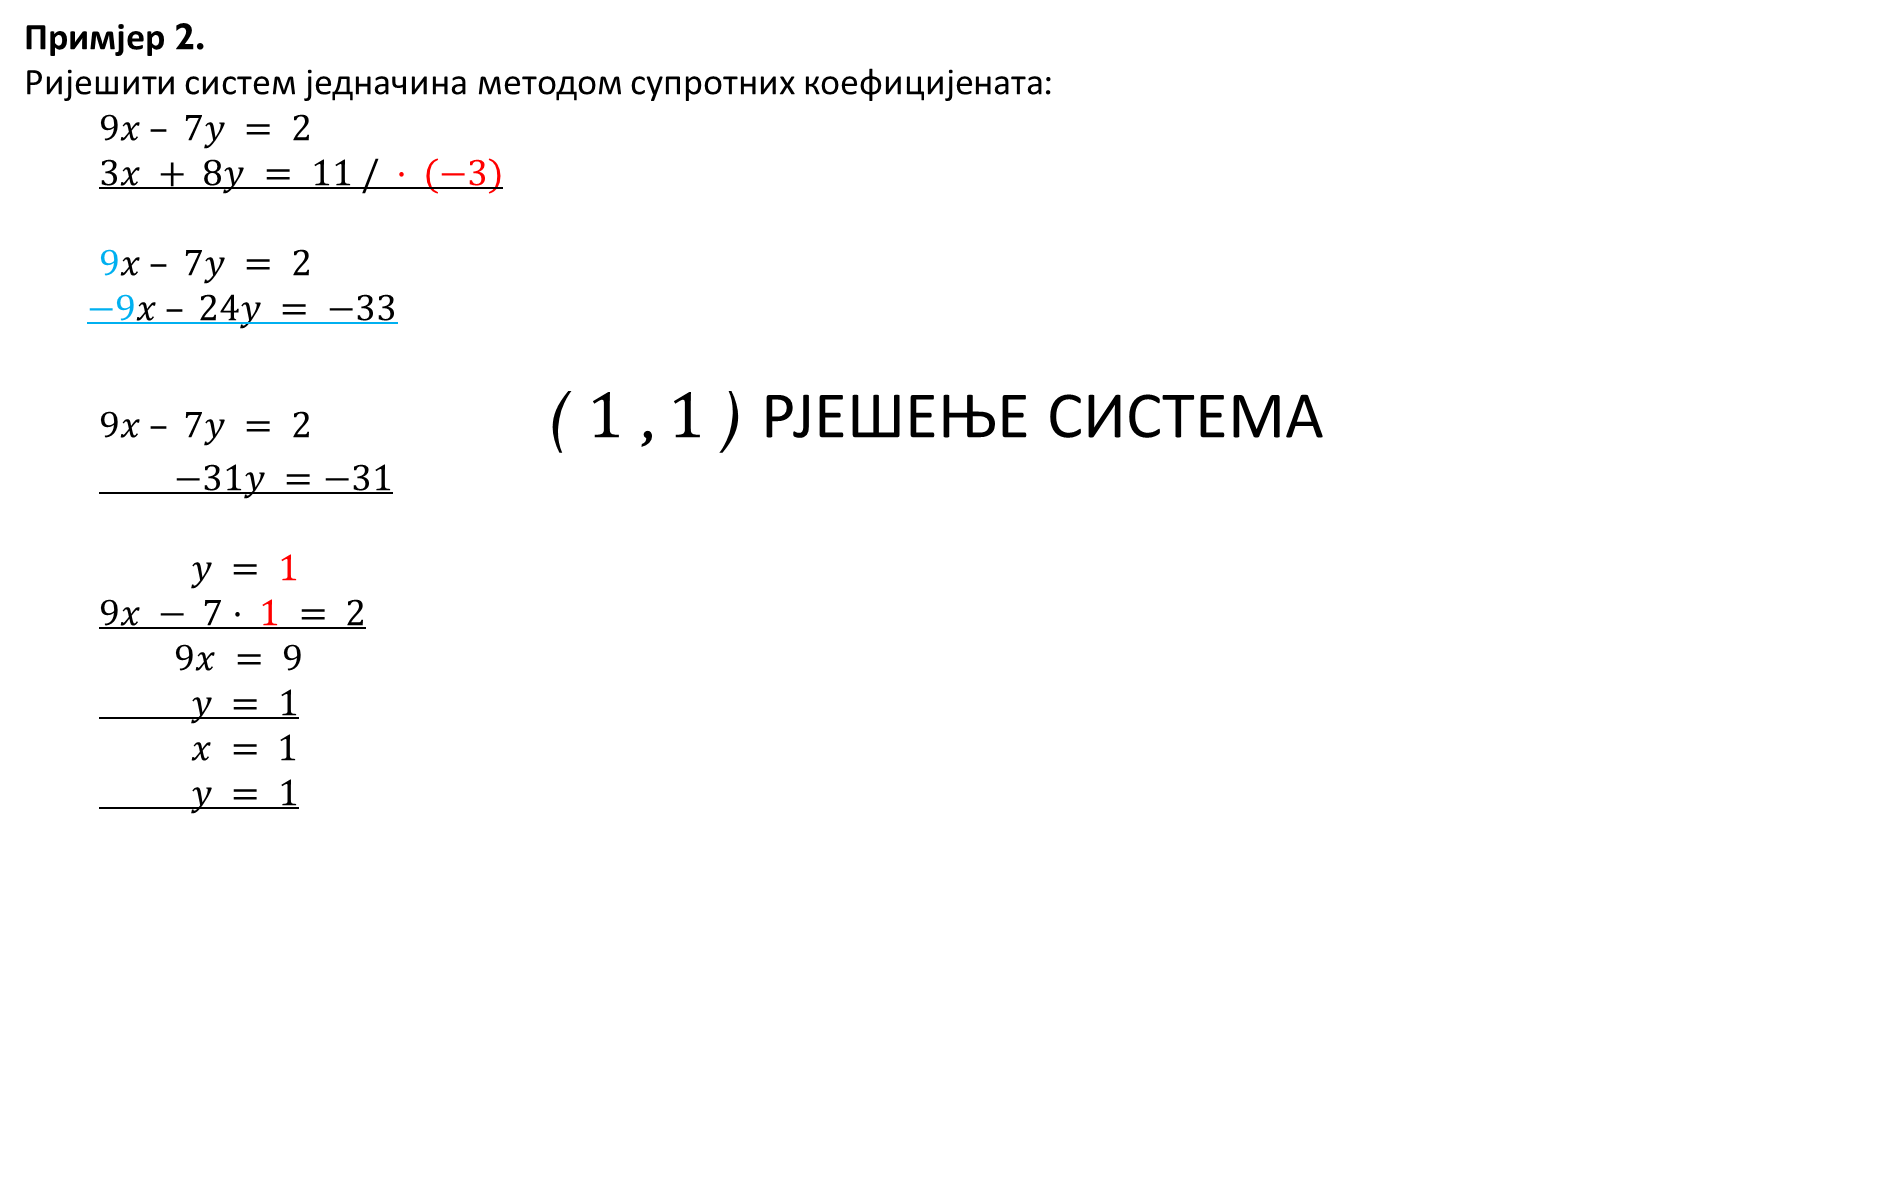 Примјер 2.
Ријешити систем једначина методом супротних коефицијената:
9x – 7y = 2
3x + 8y = 11 / · (−3)
9x – 7y = 2
−9x – 24y = −33
9x – 7y = 2
−31y = −31
( 1 , 1 ) РЈЕШЕЊЕ СИСТЕМА
y = 1
9x − 7 · 1 = 2
9x = 9
y = 1
x = 1
y = 1